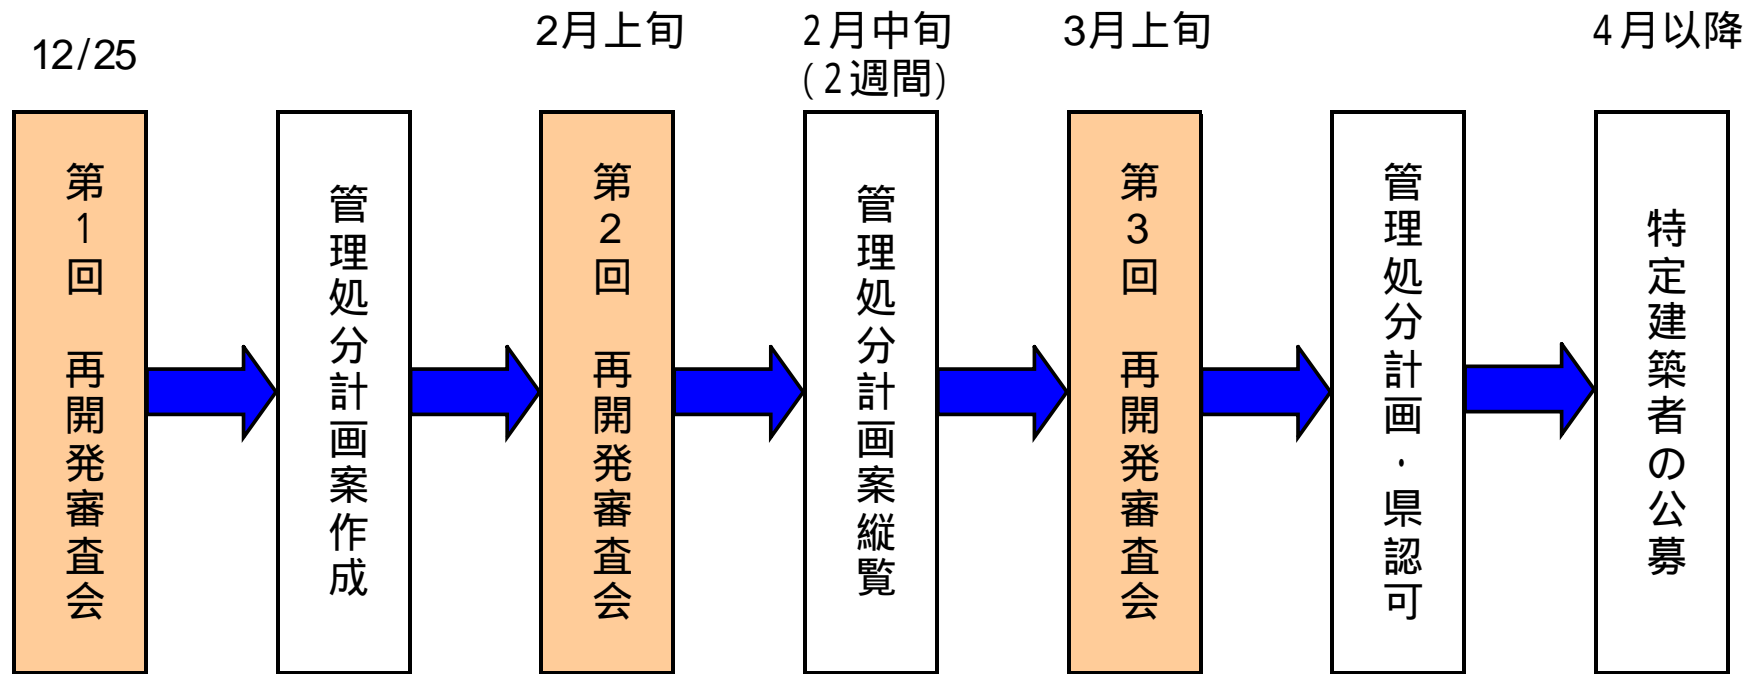 12/25
2月上旬
2月中旬
(2週間)
3月上旬
4月以降
第1回 再開発審査会
管理処分計画案作成
第2回 再開発審査会
管理処分計画案縦覧
第3回 再開発審査会
管理処分計画・県認可
特定建築者の公募